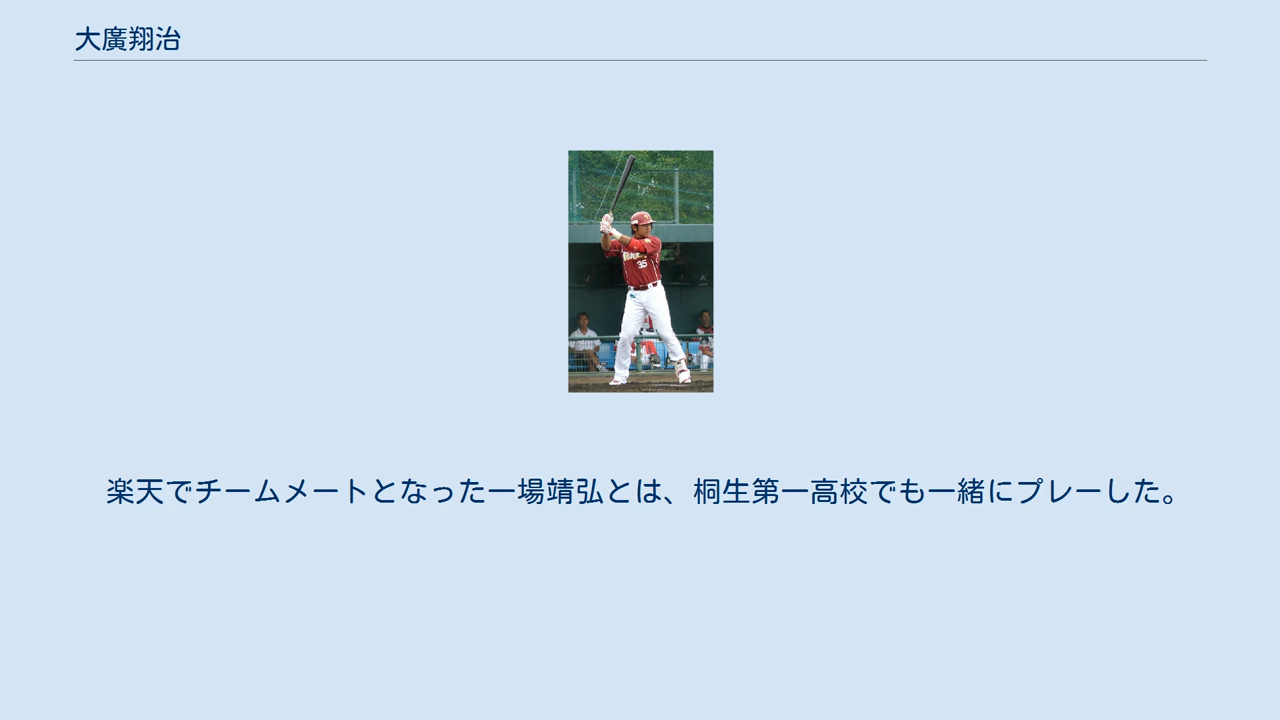 大廣翔治
35
楽天でチームメートとなった一場靖弘とは、桐生第一高校でも一緒にプレーした。